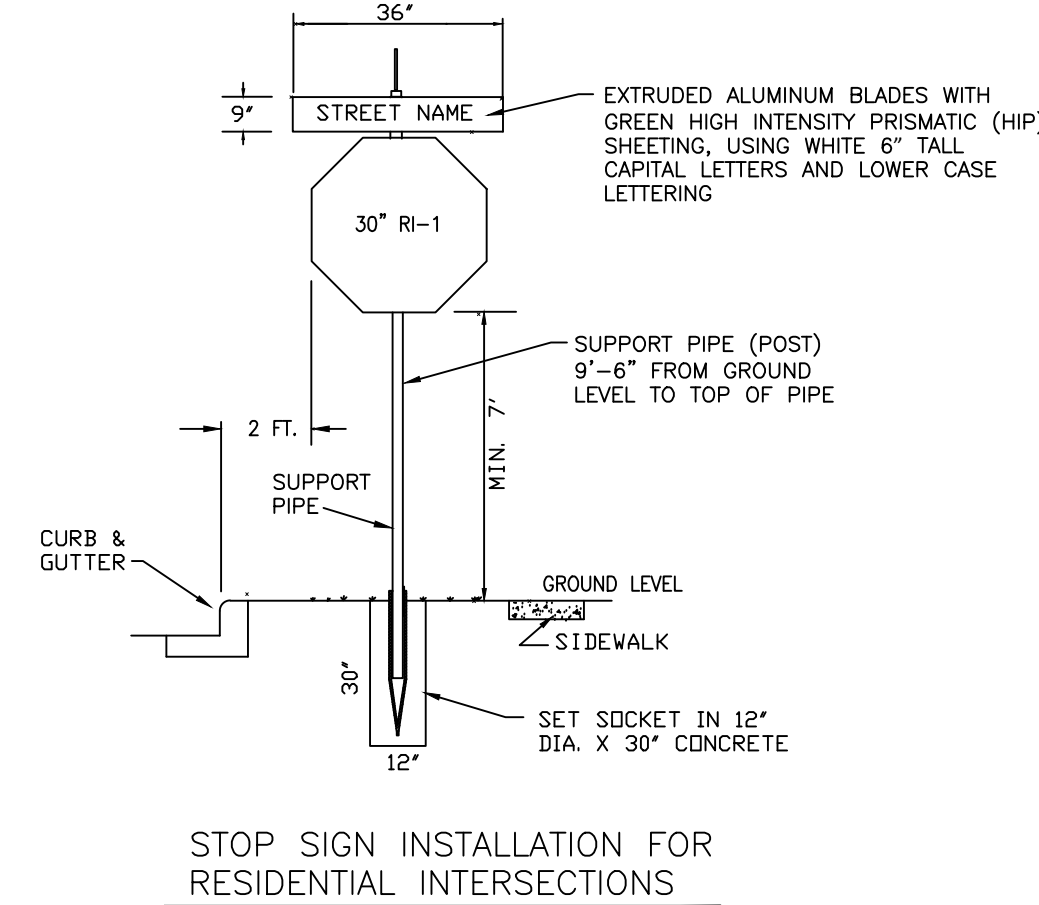 36"
9"
STREET NAME
EXTRUDED ALUMINUM BLADES WITH
GREEN HIGH INTENSITY PRISMATIC (HIP)
SHEETING, USING WHITE 6" TALL
CAPITAL LETTERS AND LOWER CASE
LETTERING
30" RI-1
SUPPORT PIPE (POST)
9'-6" FROM GROUND
LEVEL TO TOP OF PIPE
2 FT.
MIN. 7'
SUPPORT
PIPE
CURB &
GUTTER
GROUND LEVEL
SIDEWALK
30"
SET SOCKET IN 12"
DIA. X 30" CONCRETE
12"
STOP SIGN INSTALLATION FOR
RESIDENTIAL INTERSECTIONS